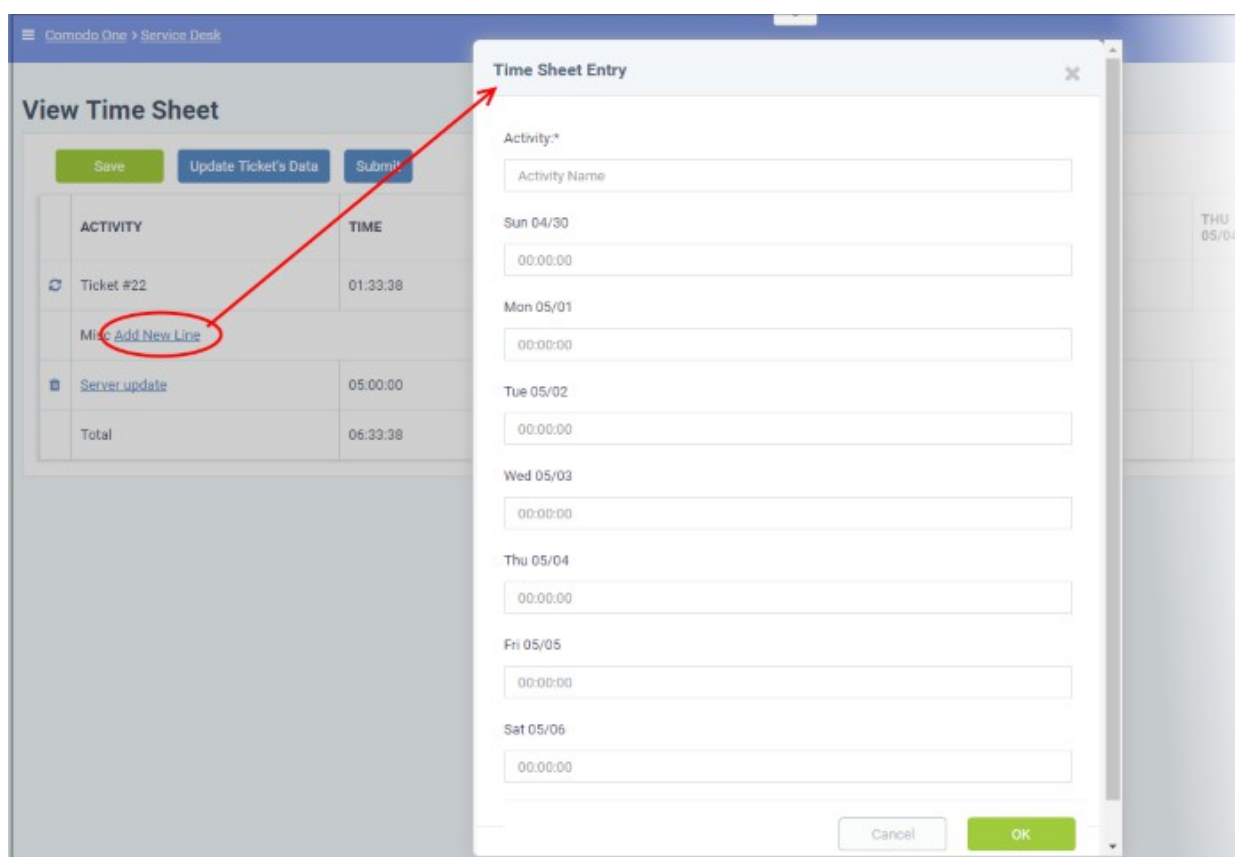 Comodo One > Service Desk
View Time Sheet
Save Update Ticket's Data Submit
ACTIVITY TIME THU
05/04
Ticket #22 01:33:38
Misc Add New Line
Server update 05:00:00
Total 06:33:38
Time Sheet Entry
Activity:*
Activity Name
Sun 04/30
00:00:00
Mon 05/01
00:00:00
Tue 05/02
00:00:00
Wed 05/03
00:00:00
Thu 05/04
00:00:00
Fri 05/05
00:00:00
Sat 05/06
00:00:00
Cancel OK